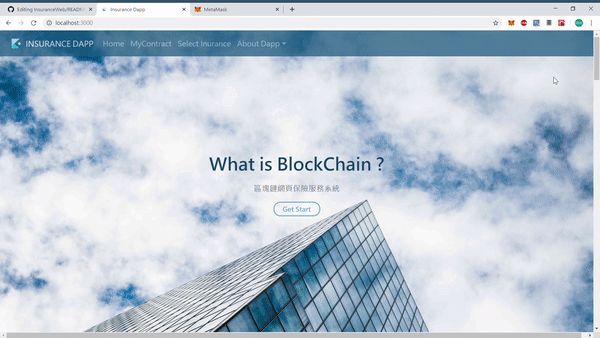 Editing InsuranceWeb/README
Insurance Dapp
MetaMask
localhost:3000
INSURANCE DAPP
Home
MyContract
Select Inurance
About Dapp
What is BlockChain ?
區塊鏈網頁保險服務系統
Get Start